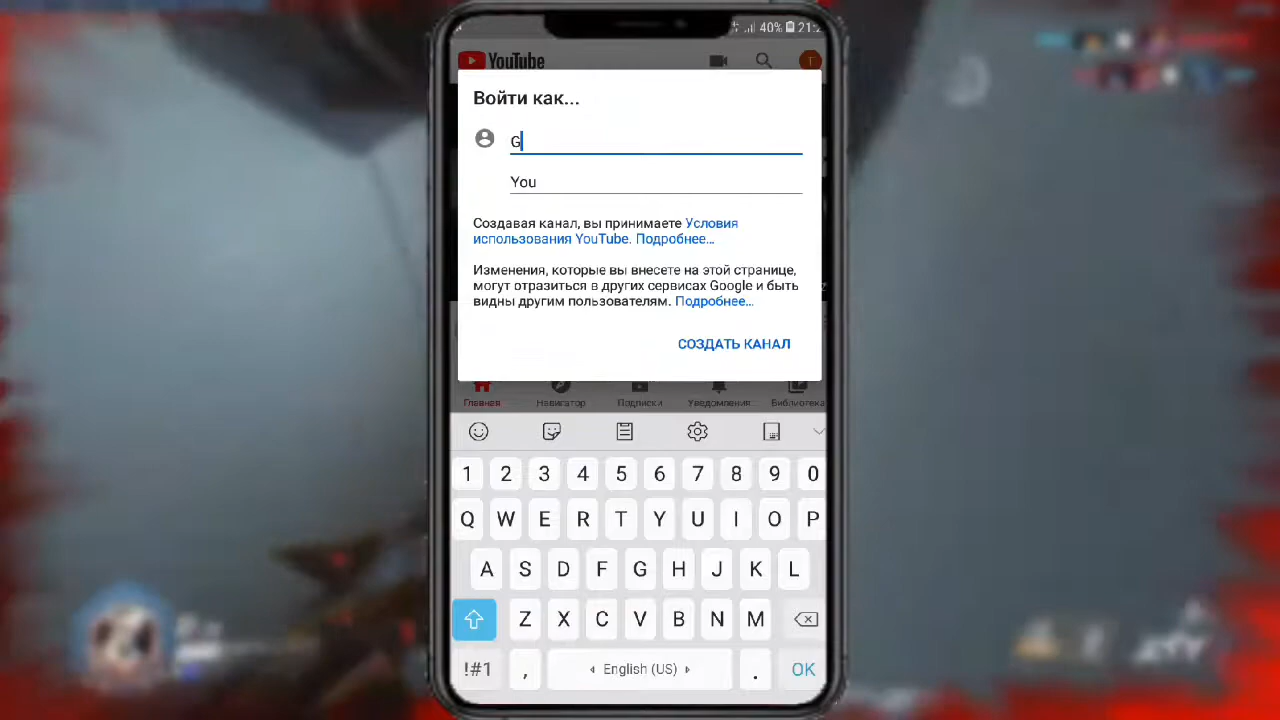 40% 21:
YouTube
T
Войти как...
G
You
Создавая канал, вы принимаете Условия
использования YouTube. Подробнее...
Изменения, которые вы внесете на этой странице,
могут отразиться в других сервисах Google и быть
видны другим пользователям. Подробнее...
СОЗДАТЬ КАНАЛ
Главная Навигатор Подписки Уведомления Библиотека
1 2 3 4 5 6 7 8 9 0
Q W E R T Y U I O P
A S D F G H J K L
Z X C V B N M
!#1 , English (US) . OK